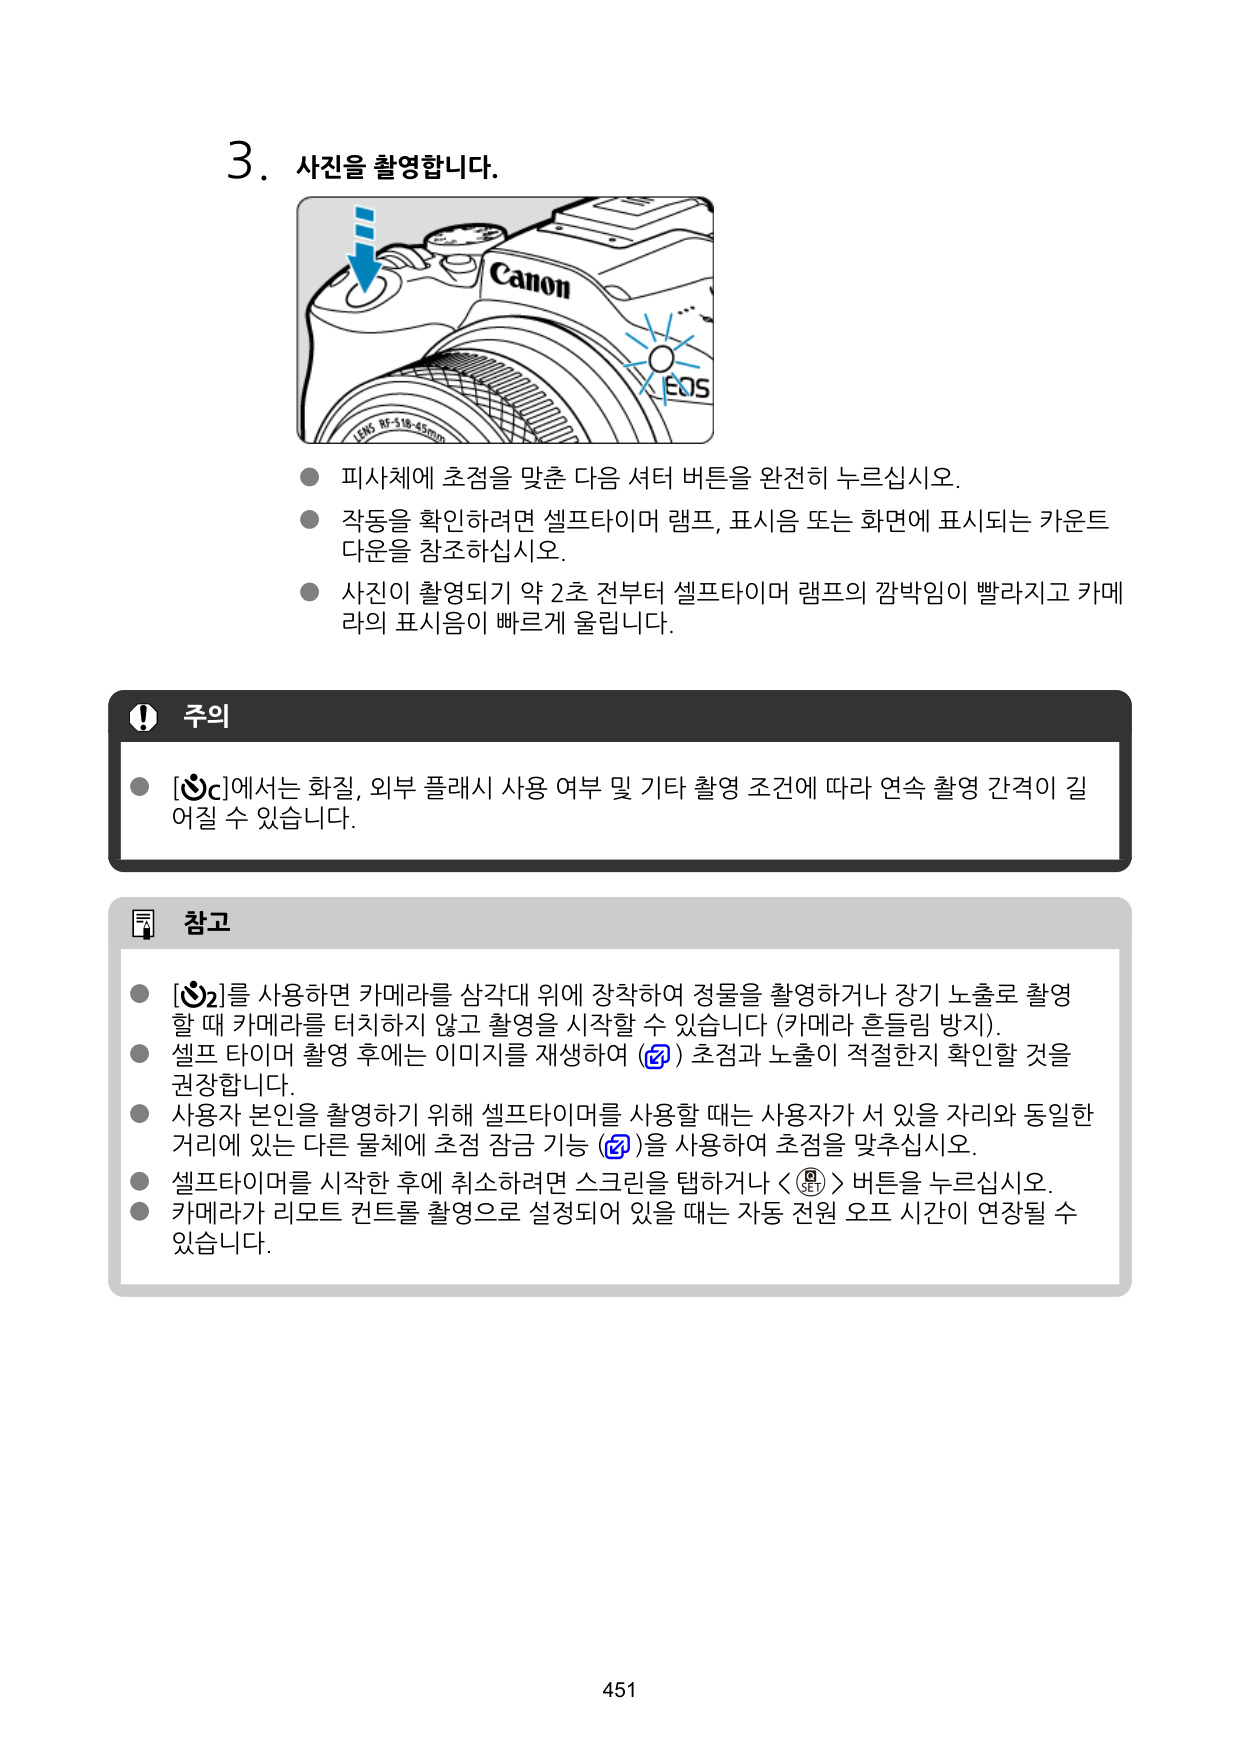 3. 사진을 촬영합니다.
Canon
EOS
LENS RF-S18-45mm
● 피사체에 초점을 맞춘 다음 셔터 버튼을 완전히 누르십시오.
● 작동을 확인하려면 셀프타이머 램프, 표시음 또는 화면에 표시되는 카운트
다운을 참조하십시오.
● 사진이 촬영되기 약 2초 전부터 셀프타이머 램프의 깜박임이 빨라지고 카메
라의 표시음이 빠르게 울립니다.
주의
● [c]에서는 화질, 외부 플래시 사용 여부 및 기타 촬영 조건에 따라 연속 촬영 간격이 길
어질 수 있습니다.
참고
● [2]를 사용하면 카메라를 삼각대 위에 장착하여 정물을 촬영하거나 장기 노출로 촬영
할 때 카메라를 터치하지 않고 촬영을 시작할 수 있습니다 (카메라 흔들림 방지).
● 셀프 타이머 촬영 후에는 이미지를 재생하여 () 초점과 노출이 적절한지 확인할 것을
권장합니다.
● 사용자 본인을 촬영하기 위해 셀프타이머를 사용할 때는 사용자가 서 있을 자리와 동일한
거리에 있는 다른 물체에 초점 잠금 기능 ()을 사용하여 초점을 맞추십시오.
● 셀프타이머를 시작한 후에 취소하려면 스크린을 탭하거나 < SET > 버튼을 누르십시오.
● 카메라가 리모트 컨트롤 촬영으로 설정되어 있을 때는 자동 전원 오프 시간이 연장될 수
있습니다.
451